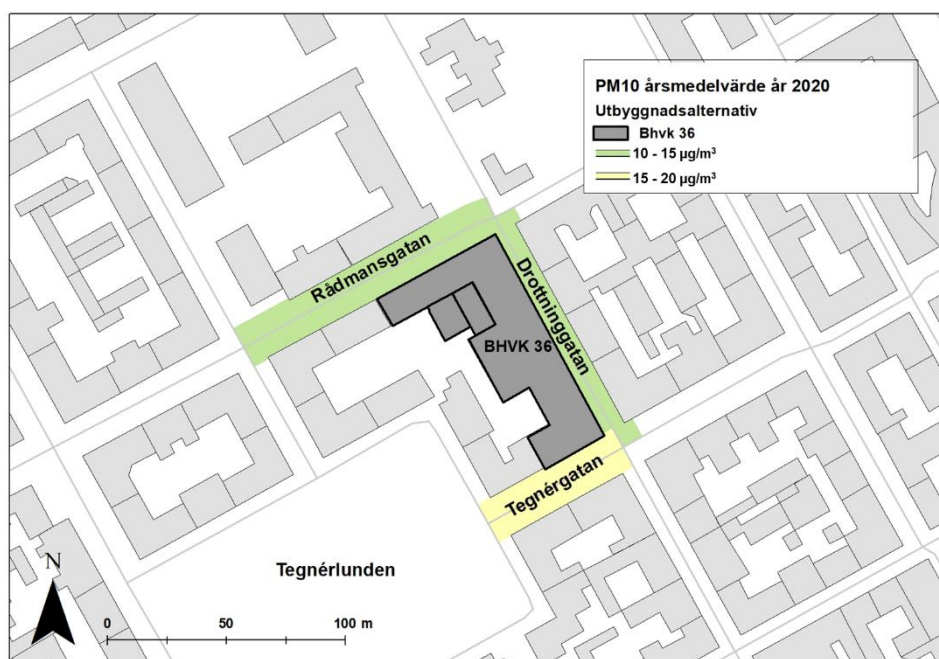 PM10 årsmedelvärde år 2020
Utbyggnadsalternativ
Bhvk 36
10 - 15 µg/m³
15 - 20 µg/m³
Rådmansgatan
Drottninggatan
BHVK 36
Tegnérgatan
Tegnérlunden
N
0 50 100 m